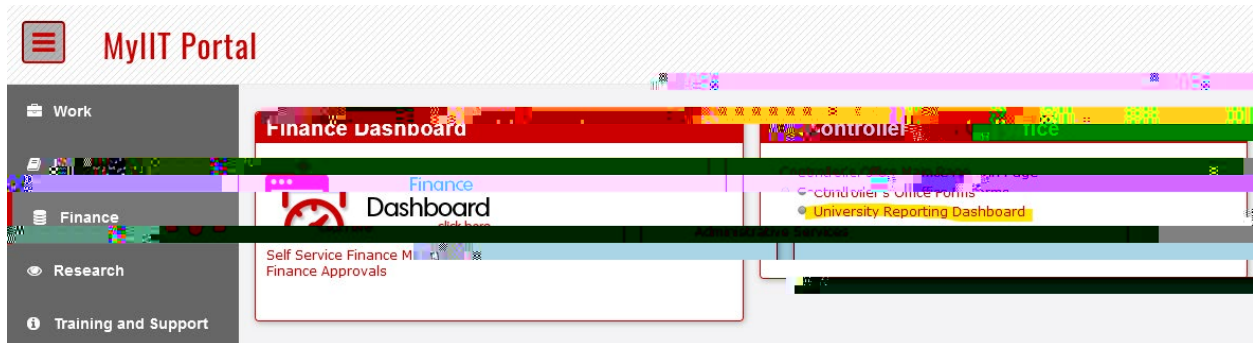 MyIIT Portal
Work
Finance
Research
Training and Support
Finance Dashboard
Finance
Dashboard
click here
Self Service Finance M
Finance Approvals
Controller
Controller's Office Forms
University Reporting Dashboard
Administrative Services